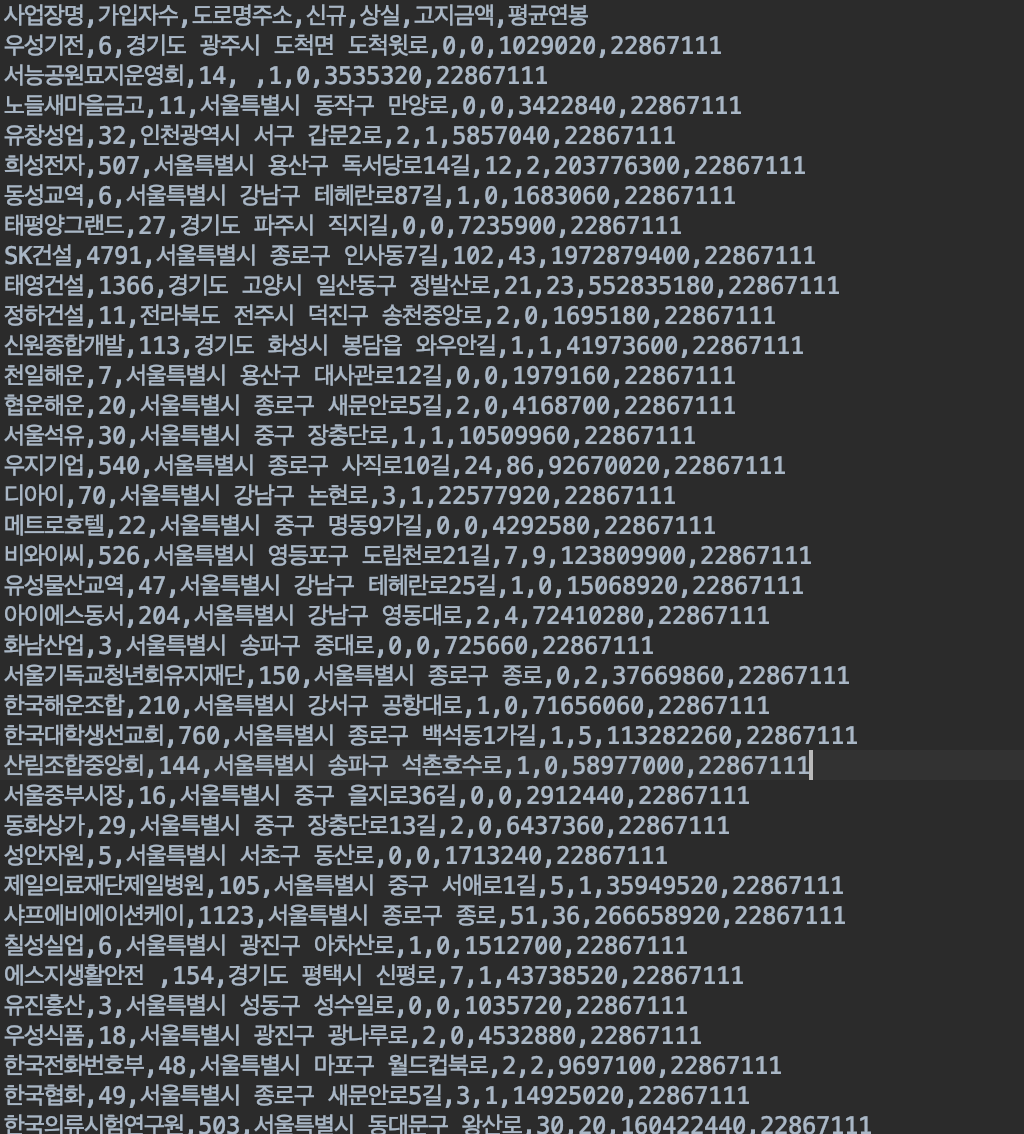 사업장명,가입자수,도로명주소,신규,상실,고지금액,평균연봉
우성기전,6,경기도 광주시 도척면 도척윗로,0,0,1029020,22867111
서능공원묘지운영회,14, ,1,0,3535320,22867111
노들새마을금고,11,서울특별시 동작구 만양로,0,0,3422840,22867111
유창성업,32,인천광역시 서구 갑문2로,2,1,5857040,22867111
희성전자,507,서울특별시 용산구 독서당로14길,12,2,203776300,22867111
동성교역,6,서울특별시 강남구 테헤란로87길,1,0,1683060,22867111
태평양그랜드,27,경기도 파주시 직지길,0,0,7235900,22867111
SK건설,4791,서울특별시 종로구 인사동7길,102,43,1972879400,22867111
태영건설,1366,경기도 고양시 일산동구 정발산로,21,23,552835180,22867111
정하건설,11,전라북도 전주시 덕진구 송천중앙로,2,0,1695180,22867111
신원종합개발,113,경기도 화성시 봉담읍 와우안길,1,1,41973600,22867111
천일해운,7,서울특별시 용산구 대사관로12길,0,0,1979160,22867111
협운해운,20,서울특별시 종로구 새문안로5길,2,0,4168700,22867111
서울석유,30,서울특별시 중구 장충단로,1,1,10509960,22867111
우지기업,540,서울특별시 종로구 사직로10길,24,86,92670020,22867111
디아이,70,서울특별시 강남구 논현로,3,1,22577920,22867111
메트로호텔,22,서울특별시 중구 명동9가길,0,0,4292580,22867111
비와이씨,526,서울특별시 영등포구 도림천로21길,7,9,123809900,22867111
유성물산교역,47,서울특별시 강남구 테헤란로25길,1,0,15068920,22867111
아이에스동서,204,서울특별시 강남구 영동대로,2,4,72410280,22867111
화남산업,3,서울특별시 송파구 중대로,0,0,725660,22867111
서울기독교청년회유지재단,150,서울특별시 종로구 종로,0,2,37669860,22867111
한국해운조합,210,서울특별시 강서구 공항대로,1,0,71656060,22867111
한국대학생선교회,760,서울특별시 종로구 백석동1가길,1,5,113282260,22867111
산림조합중앙회,144,서울특별시 송파구 석촌호수로,1,0,58977000,22867111
서울중부시장,16,서울특별시 중구 을지로36길,0,0,2912440,22867111
동화상가,29,서울특별시 중구 장충단로13길,2,0,6437360,22867111
성안자원,5,서울특별시 서초구 동산로,0,0,1713240,22867111
제일의료재단제일병원,105,서울특별시 중구 서애로1길,5,1,35949520,22867111
샤프에비에이션케이,1123,서울특별시 종로구 종로,51,36,266658920,22867111
칠성실업,6,서울특별시 광진구 아차산로,1,0,1512700,22867111
에스지생활안전 ,154,경기도 평택시 신평로,7,1,43738520,22867111
유진흥산,3,서울특별시 성동구 성수일로,0,0,1035720,22867111
우성식품,18,서울특별시 광진구 광나루로,2,0,4532880,22867111
한국전화번호부,48,서울특별시 마포구 월드컵북로,2,2,9697100,22867111
한국협화,49,서울특별시 종로구 새문안로5길,3,1,14925020,22867111
한국의류시험연구원,503,서울특별시 동대문구 왕산로,30,20,160422440,22867111